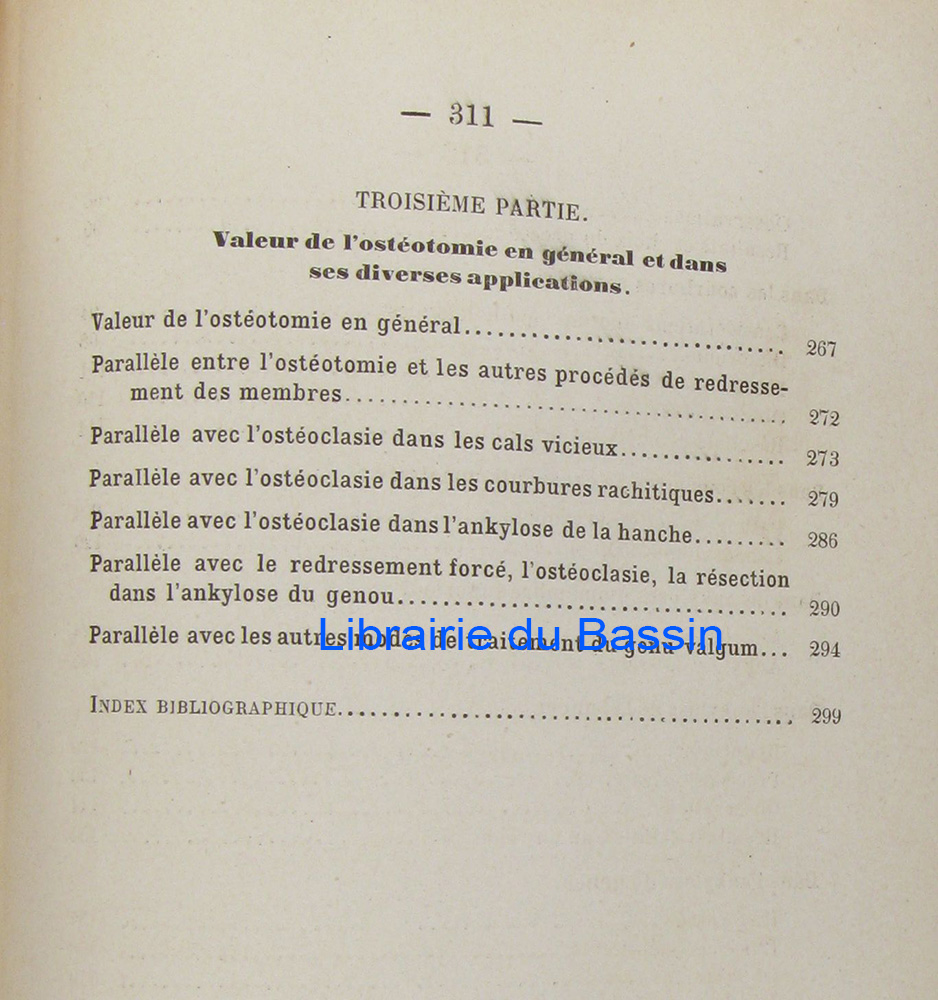 — 311 —
TROISIÈME PARTIE.
Valeur de l'ostéotomie en général et dans
ses diverses applications.
Valeur de l'ostéotomie en général................................ 267
Parallèle entre l'ostéotomie et les autres procédés de redresse-
ment des membres............................................ 272
Parallèle avec l'ostéoclasie dans les cals vicieux................ 273
Parallèle avec l'ostéoclasie dans les courbures rachitiques....... 279
Parallèle avec l'ostéoclasie dans l'ankylose de la hanche......... 286
Parallèle avec le redressement forcé, l'ostéoclasie, la résection
dans l'ankylose du genou....................................... 290
Parallèle avec les autres modes de traitement du genu valgum... 294
Librairie du Bassin
INDEX BIBLIOGRAPHIQUE............................................ 299